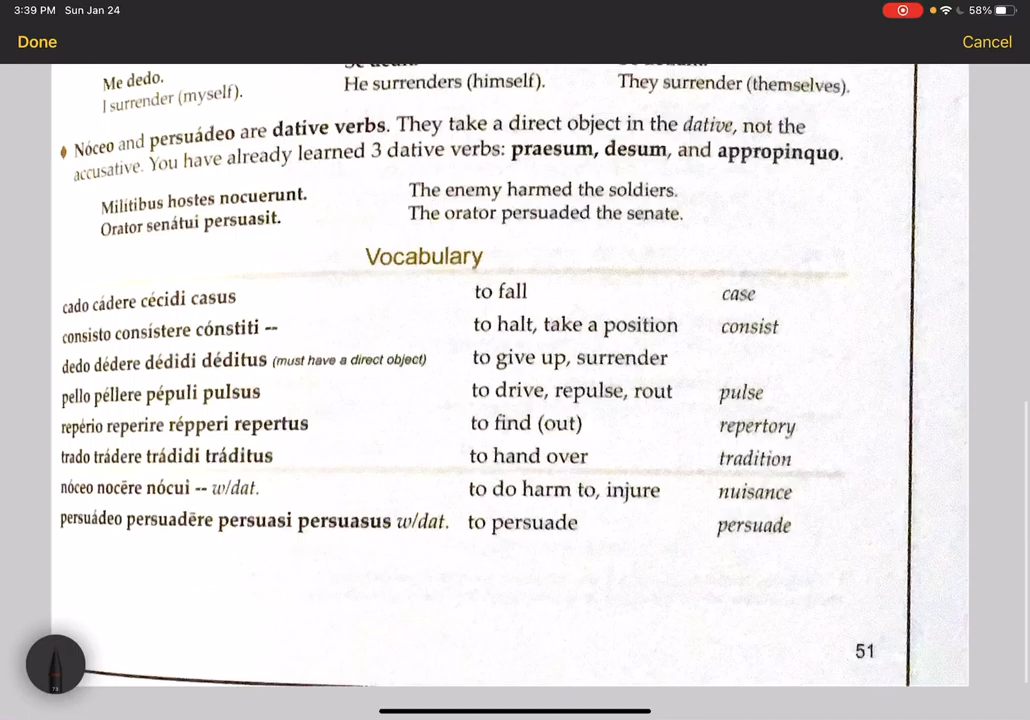 3:39 PM Sun Jan 24
58%
Done
Cancel
Me dedo.
I surrender (myself).
He surrenders (himself).
They surrender (themselves).
Nóceo and persuádeo are dative verbs. They take a direct object in the dative, not the
accusative. You have already learned 3 dative verbs: praesum, desum, and appropinquo.
Militibus hostes nocuerunt. The enemy harmed the soldiers.
Orator senátui persuasit. The orator persuaded the senate.
Vocabulary
cado cádere cécidi casus to fall case
consisto consístere cónstiti -- to halt, take a position consist
dedo dédere dédidi déditus (must have a direct object) to give up, surrender
pello péllere pépuli pulsus to drive, repulse, rout pulse
repério reperire répperi repertus to find (out) repertory
trado trádere trádidi tráditus to hand over tradition
nóceo nocēre nócui -- w/dat. to do harm to, injure nuisance
persuádeo persuadēre persuasi persuasus w/dat. to persuade persuade
51